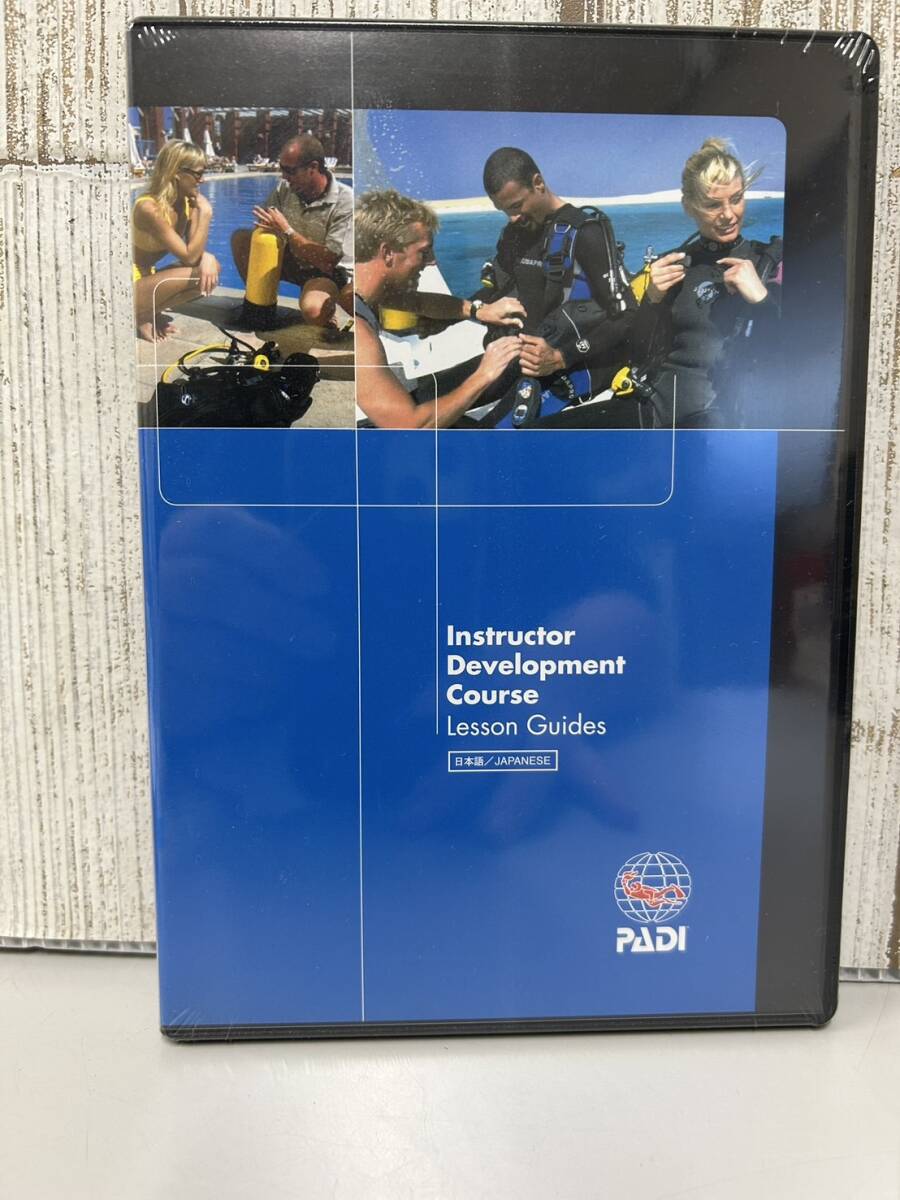 Instructor
Development
Course
Lesson Guides
日本語／JAPANESE
PADI